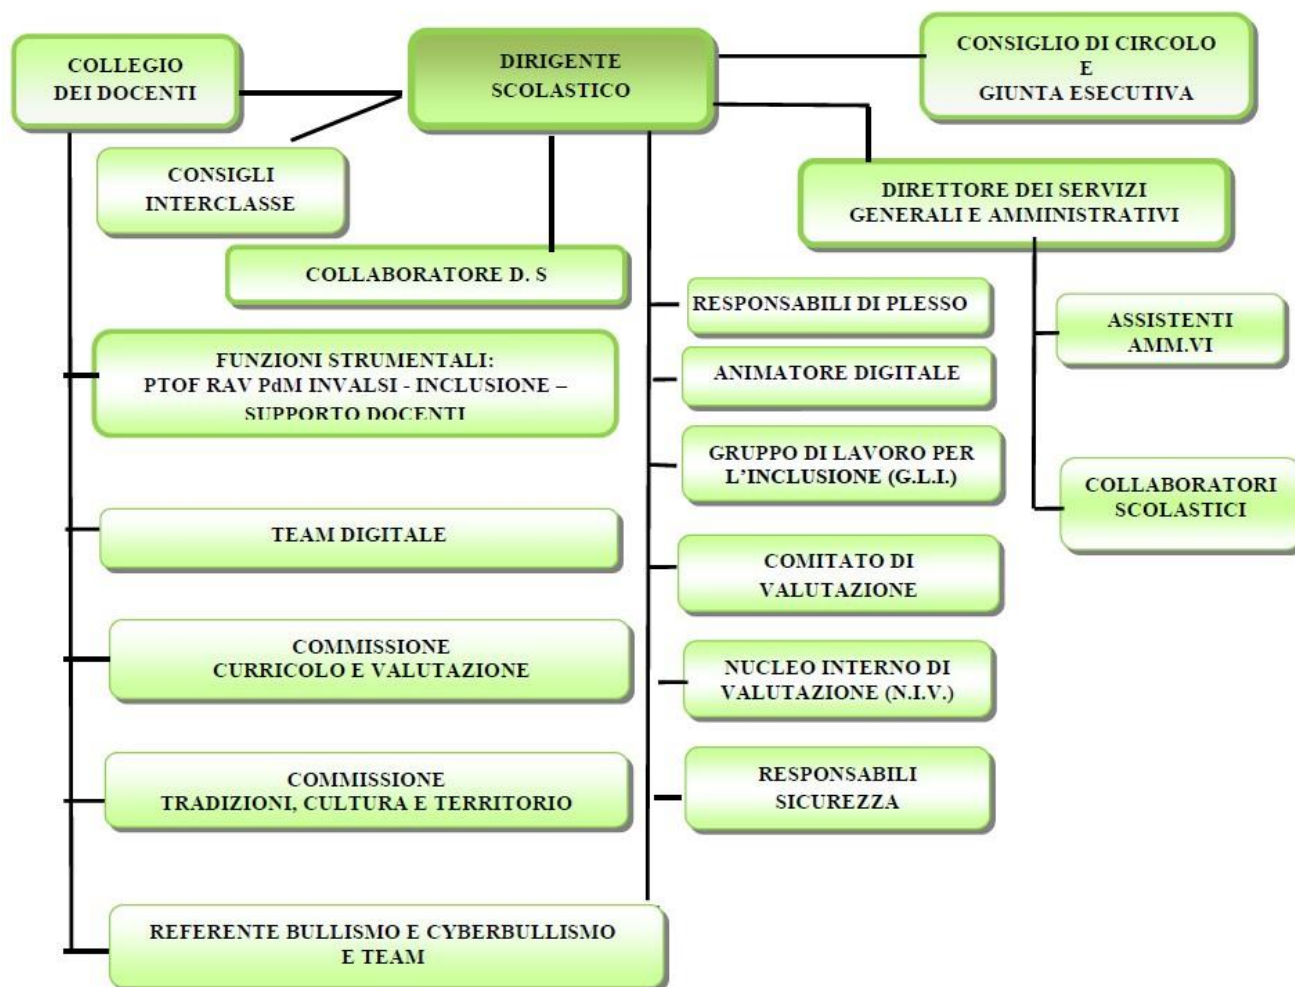 COLLEGIO
DEI DOCENTI
DIRIGENTE
SCOLASTICO
CONSIGLIO DI CIRCOLO
E
GIUNTA ESECUTIVA
CONSIGLI
INTERCLASSE
DIRETTORE DEI SERVIZI
GENERALI E AMMINISTRATIVI
COLLABORATORE D. S
RESPONSABILI DI PLESSO
ASSISTENTI
AMM.VI
FUNZIONI STRUMENTALI:
PTOF RAV PdM INVALSI - INCLUSIONE –
SUPPORTO DOCENTI
ANIMATORE DIGITALE
GRUPPO DI LAVORO PER
L’INCLUSIONE (G.L.I.)
COLLABORATORI
SCOLASTICI
TEAM DIGITALE
COMITATO DI
VALUTAZIONE
COMMISSIONE
CURRICOLO E VALUTAZIONE
NUCLEO INTERNO DI
VALUTAZIONE (N.I.V.)
COMMISSIONE
TRADIZIONI, CULTURA E TERRITORIO
RESPONSABILI
SICUREZZA
REFERENTE BULLISMO E CYBERBULLISMO
E TEAM